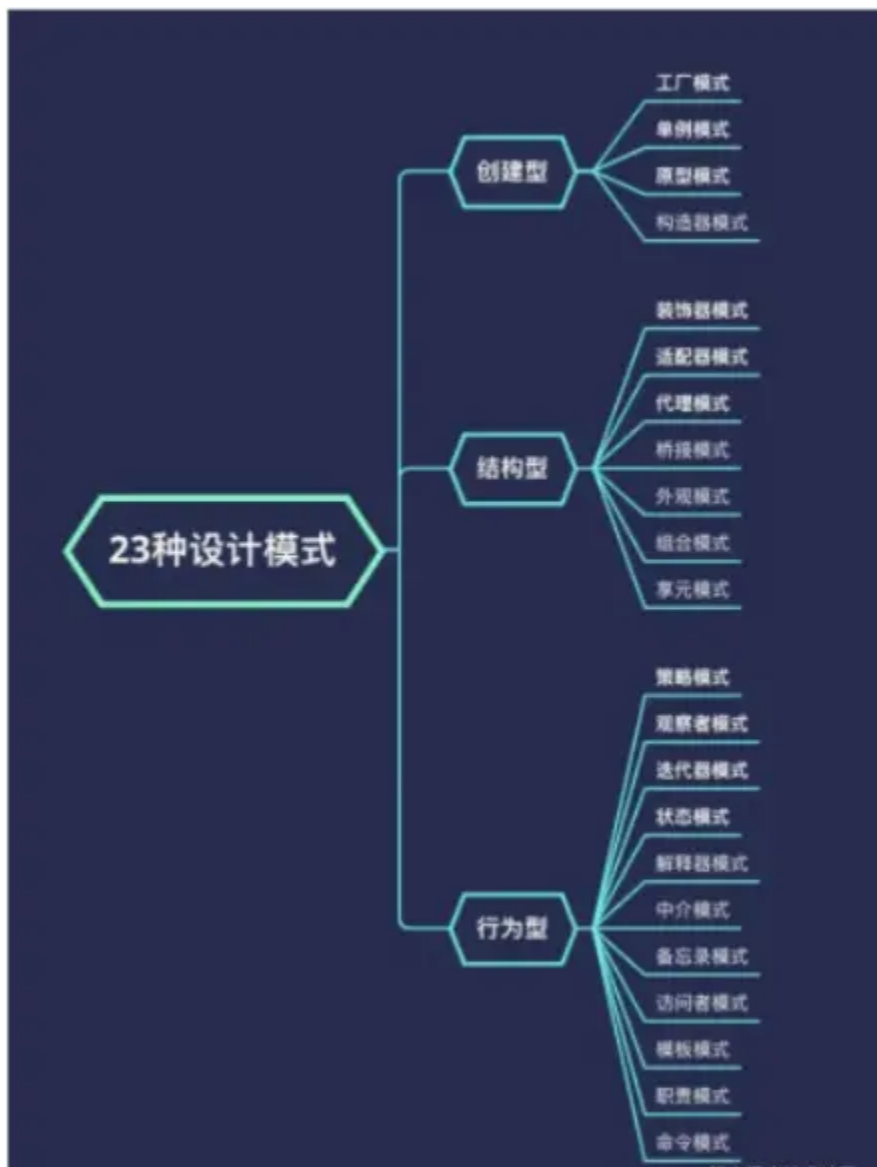 工厂模式
单例模式
创建型
原型模式
构造器模式
装饰器模式
适配器模式
代理模式
桥接模式
结构型
外观模式
组合模式
享元模式
23种设计模式
策略模式
观察者模式
迭代器模式
状态模式
解释器模式
中介模式
行为型
备忘录模式
访问者模式
模板模式
职责模式
命令模式